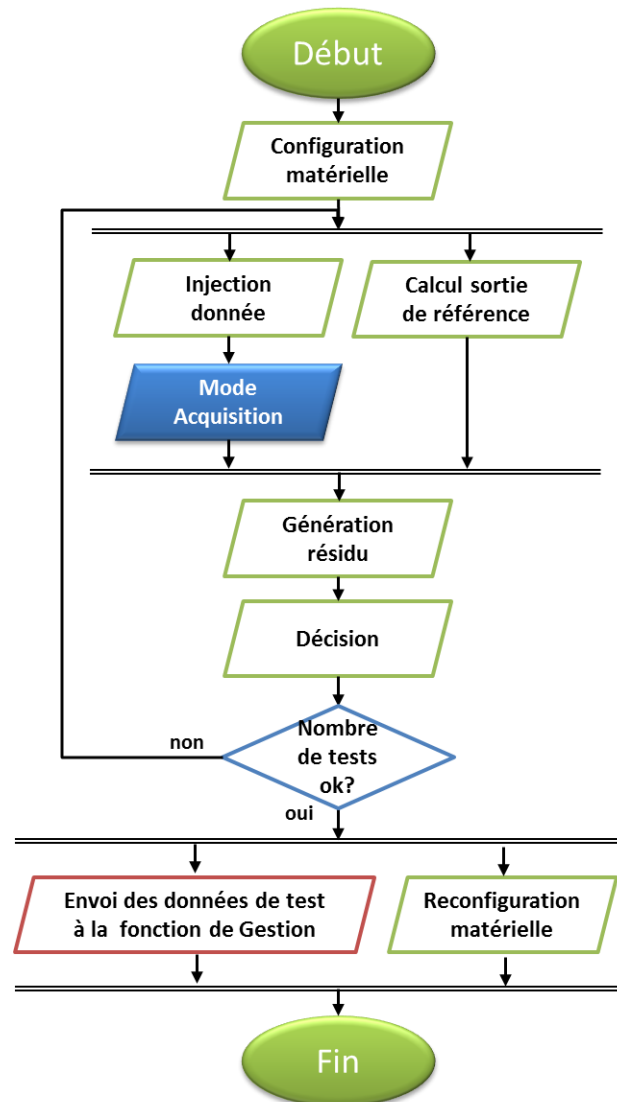 Début
Configuration
matérielle
Injection
donnée
Calcul sortie
de référence
Mode
Acquisition
Génération
résidu
Décision
Nombre
de tests
ok?
non
oui
Envoi des données de test
à la fonction de Gestion
Reconfiguration
matérielle
Fin